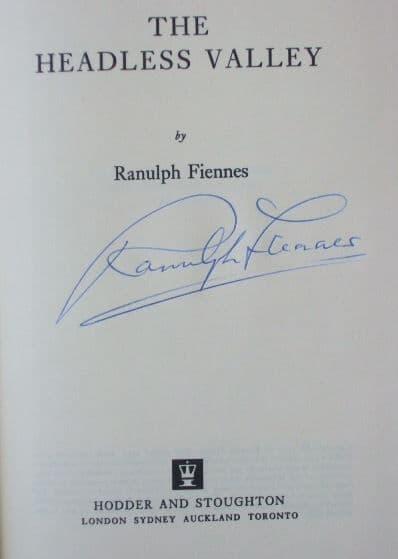 THE
HEADLESS VALLEY
by
Ranulph Fiennes
Ranulph Fiennes
HODDER AND STOUGHTON
LONDON SYDNEY AUCKLAND TORONTO